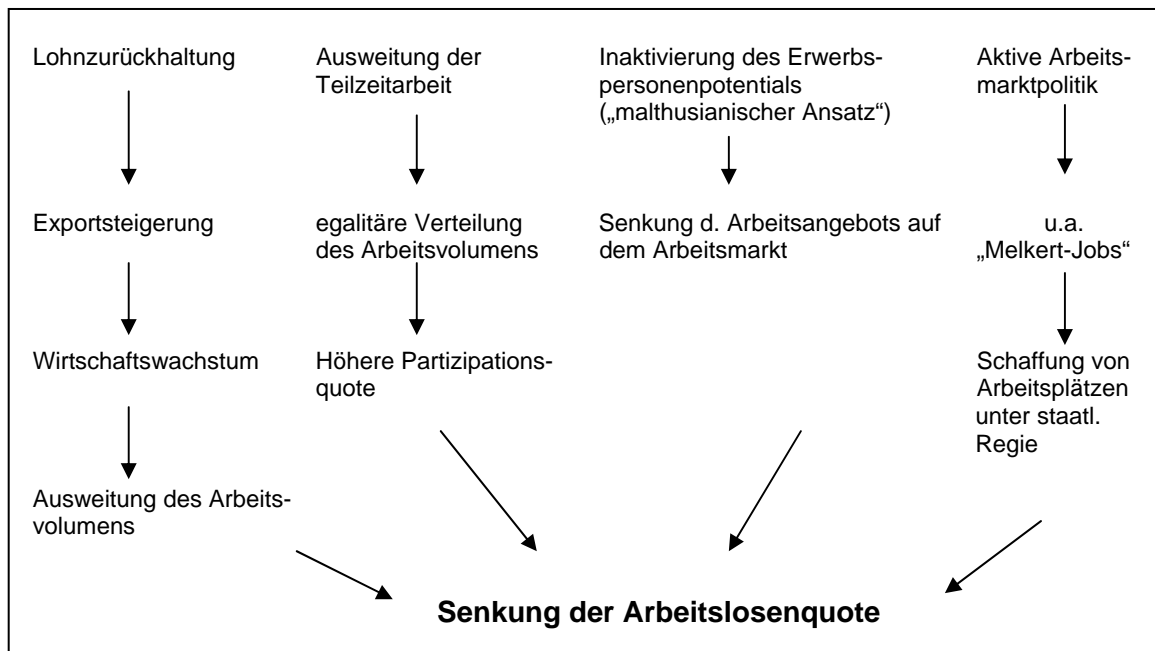 Lohnzurückhaltung
Exportsteigerung
Wirtschaftswachstum
Ausweitung des Arbeits-
volumens
Ausweitung der
Teilzeitarbeit
egalitäre Verteilung
des Arbeitsvolumens
Höhere Partizipations-
quote
Inaktivierung des Erwerbs-
personenpotentials
(„malthusianischer Ansatz“)
Senkung d. Arbeitsangebots auf
dem Arbeitsmarkt
Aktive Arbeits-
marktpolitik
u.a.
„Melkert-Jobs“
Schaffung von
Arbeitsplätzen
unter staatl.
Regie
Senkung der Arbeitslosenquote